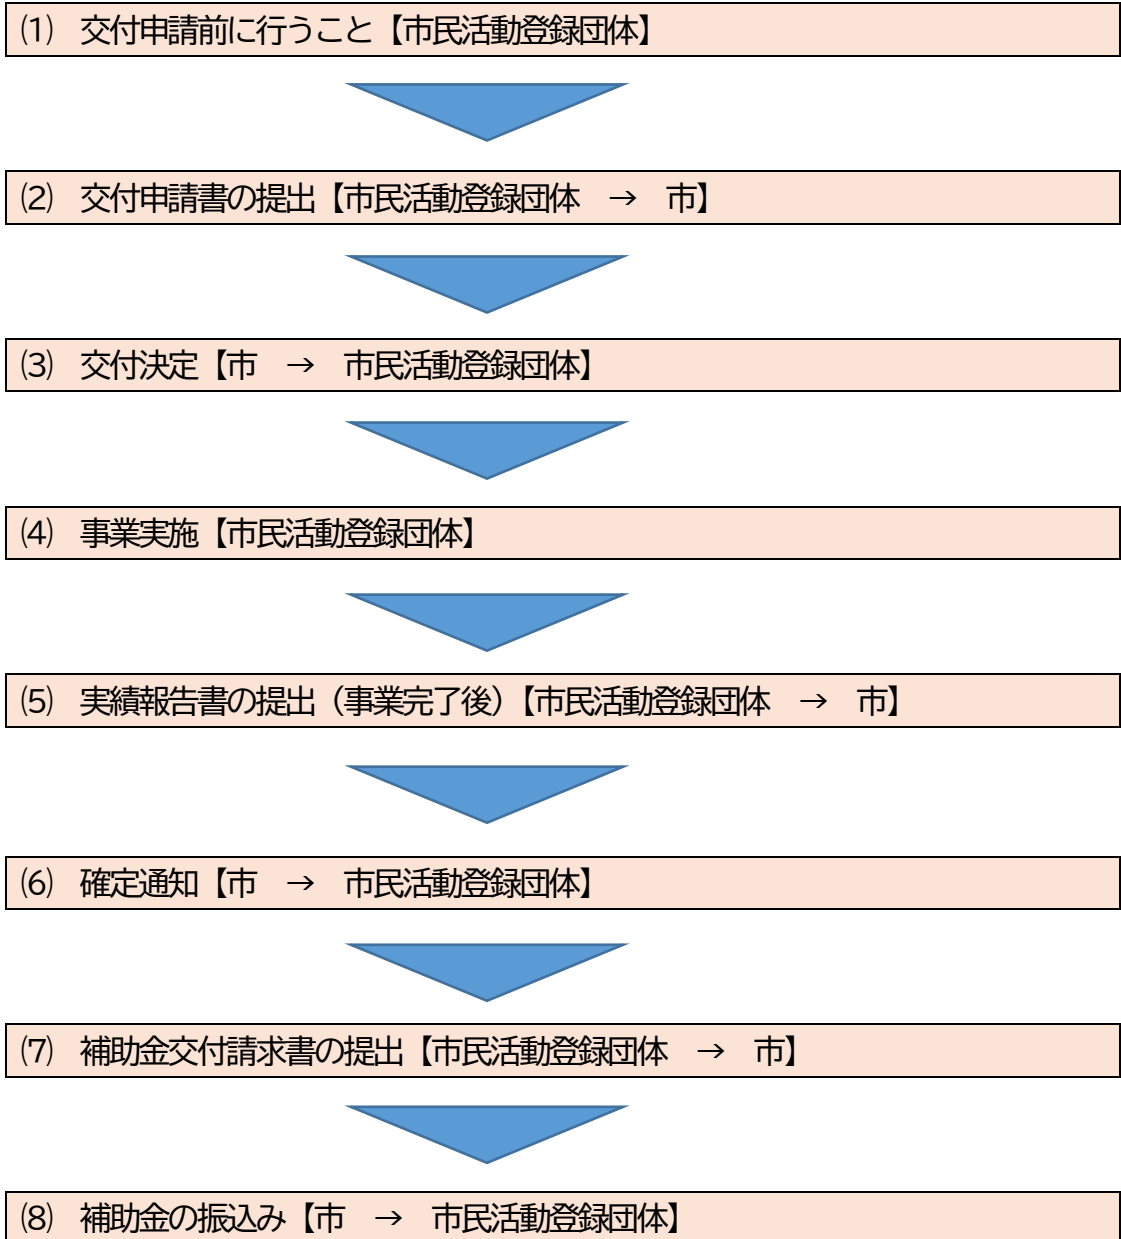 ⑴　交付申請前に行うこと【市民活動登録団体】
⑵　交付申請書の提出【市民活動登録団体　→　市】
⑶　交付決定【市　→　市民活動登録団体】
⑷　事業実施【市民活動登録団体】
⑸　実績報告書の提出（事業完了後）【市民活動登録団体　→　市】
⑹　確定通知【市　→　市民活動登録団体】
⑺　補助金交付請求書の提出【市民活動登録団体　→　市】
⑻　補助金の振込み【市　→　市民活動登録団体】